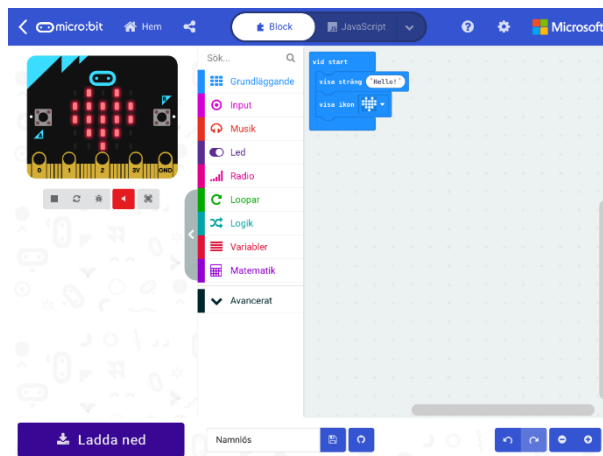 micro:bit
Hem
Block
JavaScript
Microsoft
0 1 2 3V GND
B
A
Sök...
Grundläggande
Input
Musik
Led
Radio
Loopar
Logik
Variabler
Matematik
Avancerat
vid start
visa sträng "Hello!"
visa ikon
Ladda ned
Namnlös